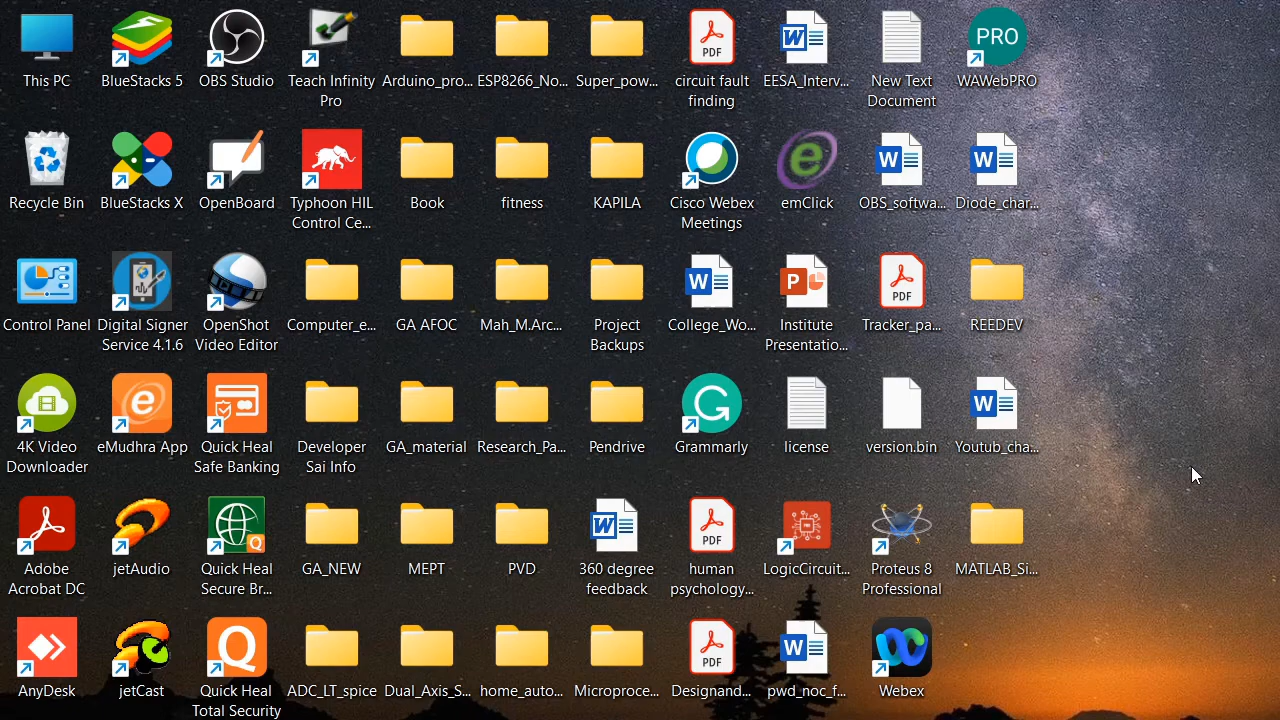 This PC
BlueStacks 5
OBS Studio
Teach Infinity
Pro
Arduino_pro...
ESP8266_No...
Super_pow...
PDF
circuit fault
finding
W
EESA_Interv...
New Text
Document
PRO
WAWebPRO
Recycle Bin
BlueStacks X
OpenBoard
Typhoon HIL
Control Ce...
Book
fitness
KAPILA
Cisco Webex
Meetings
e
emClick
W
OBS_softwa...
W
Diode_char...
Control Panel
Digital Signer
Service 4.1.6
OpenShot
Video Editor
Computer_e...
GA AFOC
Mah_M.Arc...
Project
Backups
W
College_Wo...
P
Institute
Presentatio...
PDF
Tracker_pa...
REEDEV
4K Video
Downloader
e
eMudhra App
Quick Heal
Safe Banking
Developer
Sai Info
GA_material
Research_Pa...
Pendrive
G
Grammarly
license
version.bin
W
Youtub_cha...
Adobe
Acrobat DC
jetAudio
Q
Quick Heal
Secure Br...
GA_NEW
MEPT
PVD
W
360 degree
feedback
PDF
human
psychology...
LogicCircuit...
Proteus 8
Professional
MATLAB_Si...
AnyDesk
jetCast
Q
Quick Heal
Total Security
ADC_LT_spice
Dual_Axis_S...
home_auto...
Microproce...
PDF
Designand...
W
pwd_noc_f...
Webex